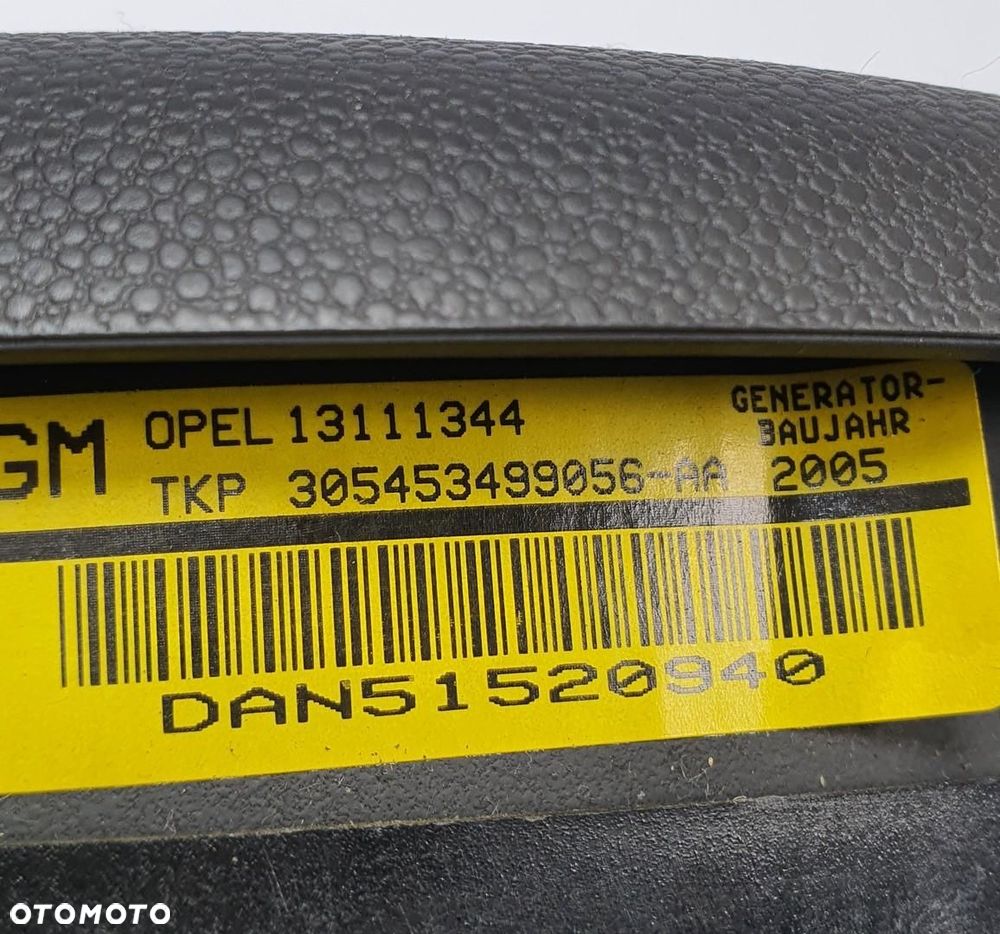 GM OPEL 13111344 GENERATOR-
BAUJAHR
TKP 305453499056-AA 2005
DAN51520940
OTOMOTO